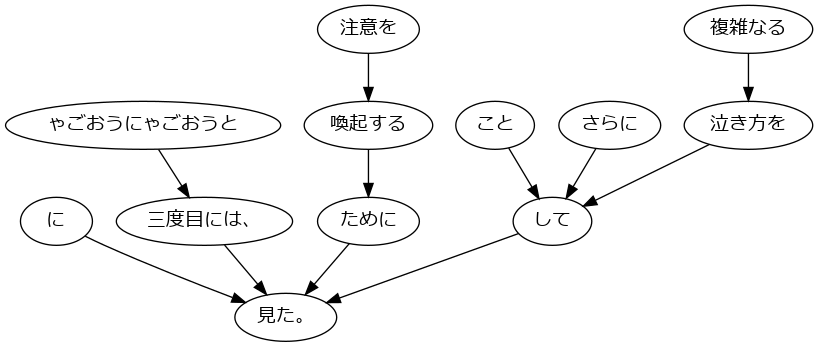 注意を
複雑なる
ゃごおうにゃごおうと
喚起する
こと
さらに
泣き方を
に
三度目には、
ために
して
見た。